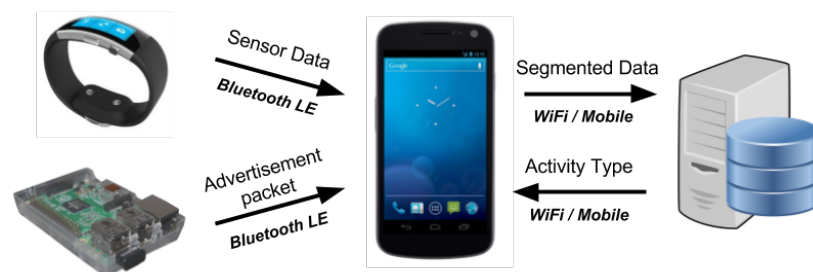 Sensor Data
Bluetooth LE
Advertisement
packet
Bluetooth LE
Google
Segmented Data
WiFi / Mobile
Activity Type
WiFi / Mobile